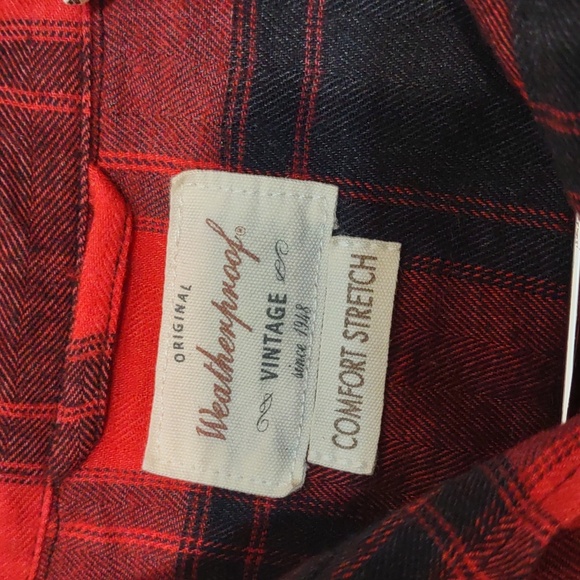 ORIGINAL
Weatherproof®
VINTAGE
since 1948
COMFORT STRETCH